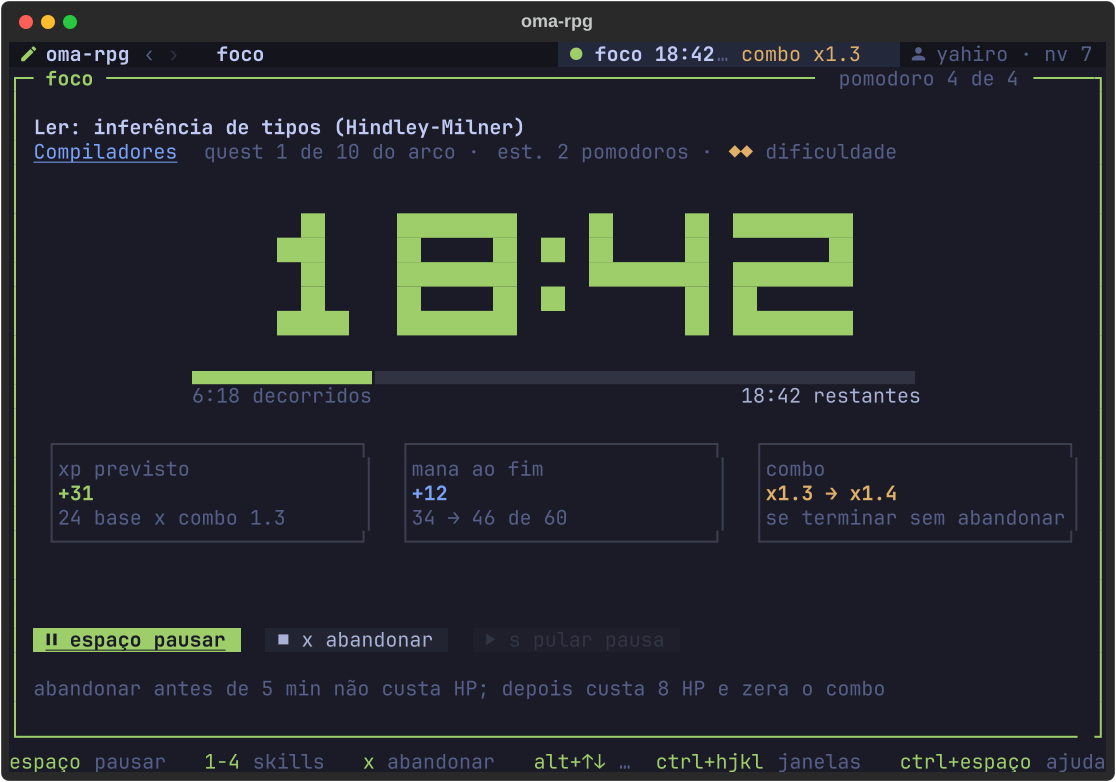 oma-rpg
oma-rpg ‹ › foco ● foco 18:42… combo x1.3 yahiro · nv 7
foco pomodoro 4 de 4
Ler: inferência de tipos (Hindley-Milner)
Compiladores quest 1 de 10 do arco · est. 2 pomodoros · ◆◆ dificuldade
18:42
6:18 decorridos 18:42 restantes
xp previsto mana ao fim combo
+31 +12 x1.3 → x1.4
24 base x combo 1.3 34 → 46 de 60 se terminar sem abandonar
espaço pausar x abandonar s pular pausa
abandonar antes de 5 min não custa HP; depois custa 8 HP e zera o combo
espaço pausar 1-4 skills x abandonar alt+↑↓ … ctrl+hjkl janelas ctrl+espaço ajuda